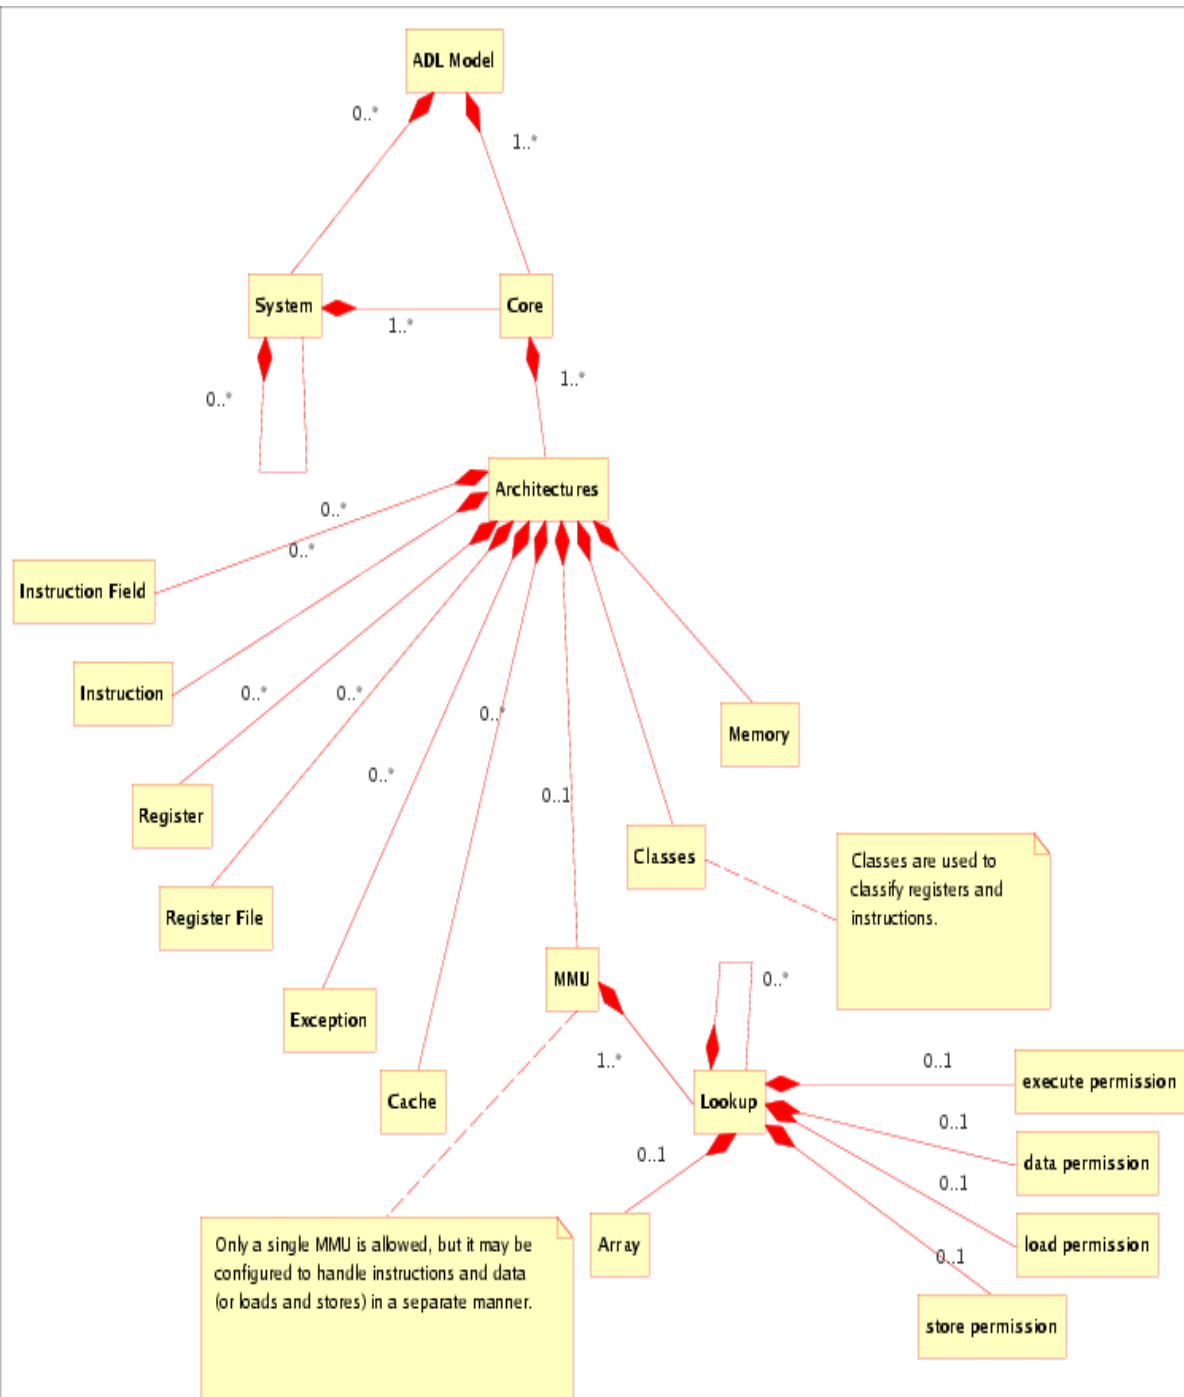 ADL Model
0..*
1..*
System
Core
1..*
0..*
1..*
Architectures
0..*
0..*
Instruction Field
Instruction
0..*
0..*
0..*
Memory
0..*
0..1
Register
Classes
Classes are used to
classify registers and
instructions.
Register File
MMU
0..*
Exception
1..*
0..1
execute permission
Cache
Lookup
0..1
data permission
0..1
0..1
load permission
Array
0..1
store permission
Only a single MMU is allowed, but it may be
configured to handle instructions and data
(or loads and stores) in a separate manner.